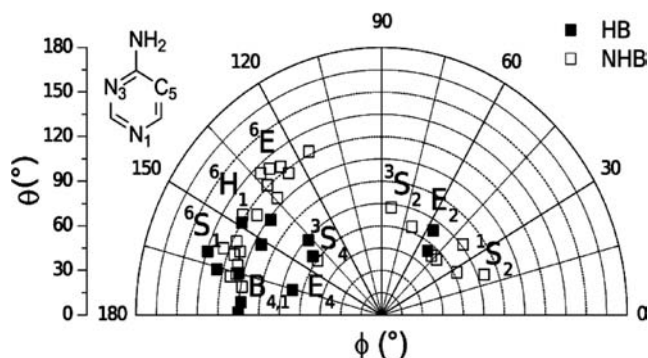 90
HB
NHB
180
150
120
90
60
30
0
θ(°)
NH₂
N₃ C₅
N₁
120
60
150
30
180
0
⁶E
⁶H₁
⁶S₁
³S₄
B₄,₁
E₄
³S₂
E₂
¹S₂
ϕ (°)